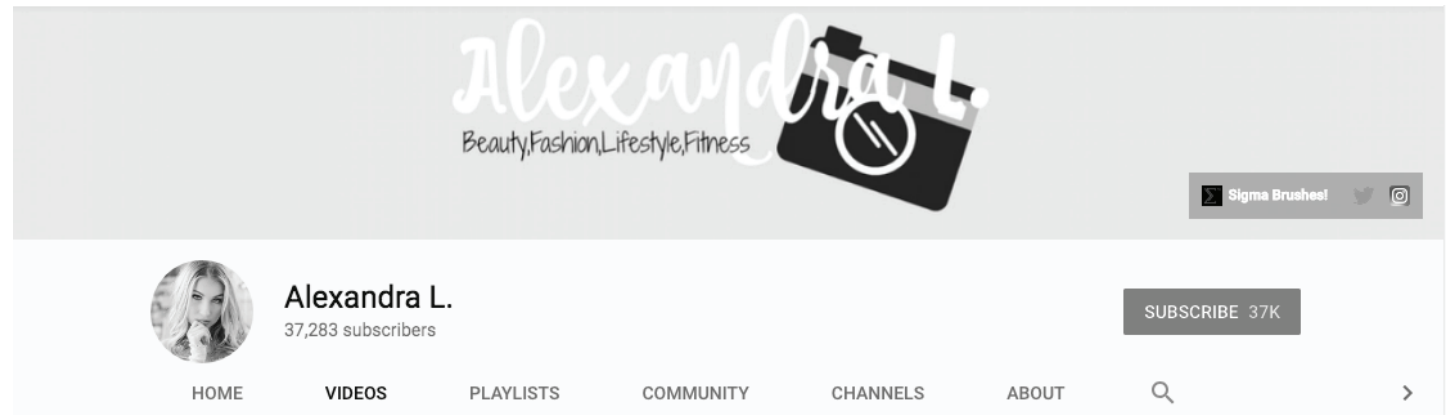 Alexandra L.
Beauty,Fashion,Lifestyle,Fitness
Sigma Brushes!
Alexandra L.
37,283 subscribers
SUBSCRIBE 37K
HOME VIDEOS PLAYLISTS COMMUNITY CHANNELS ABOUT